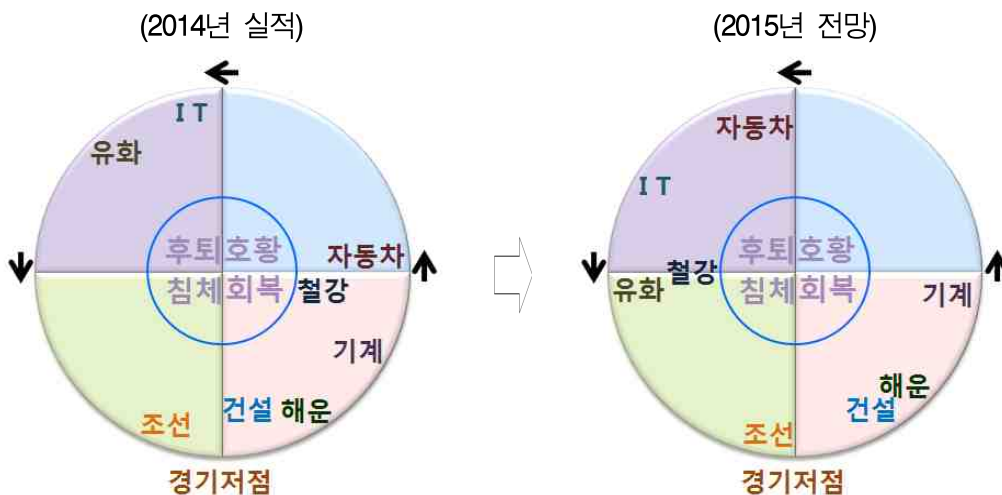 (2014년 실적)
I T
유화
후퇴 호황
자동차
침체 회복
철강
기계
건설 해운
조선
경기저점
(2015년 전망)
자동차
I T
후퇴 호황
철강
유화
침체 회복
기계
해운
건설
조선
경기저점